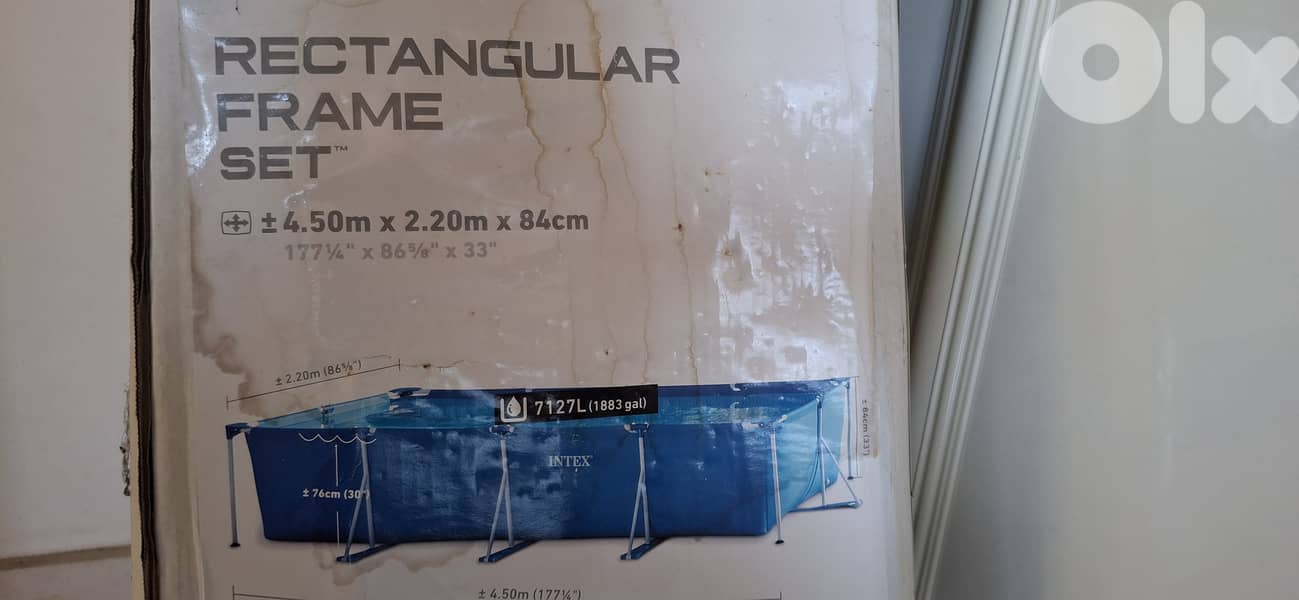 olx
RECTANGULAR
FRAME
SET™
± 4.50m x 2.20m x 84cm
177¼" x 86⅝" x 33"
± 2.20m (86⅝")
7127L (1883 gal)
± 84cm (33")
INTEX®
± 76cm (30")
± 4.50m (177¼")